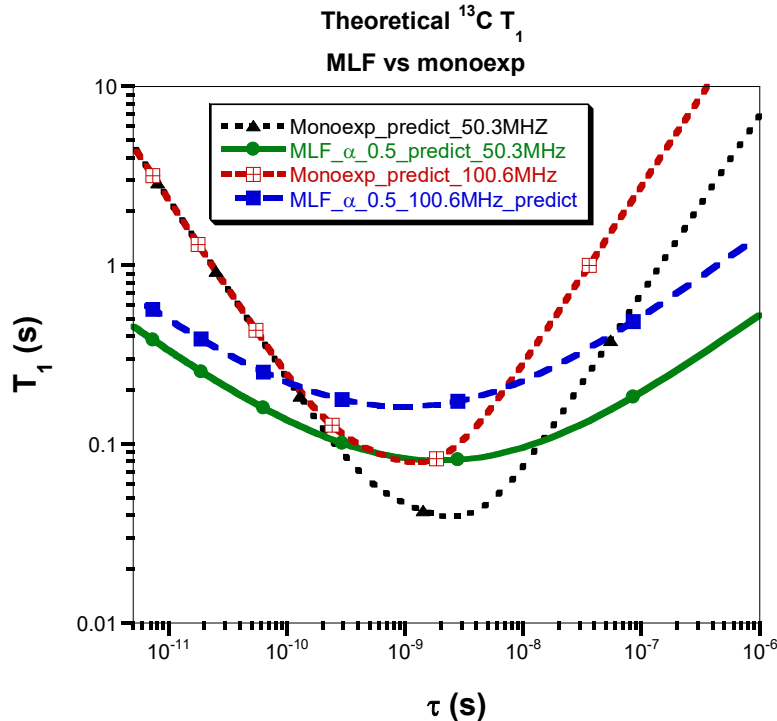 Theoretical ¹³C T₁
MLF vs monoexp
10
Monoexp_predict_50.3MHZ
MLF_α_0.5_predict_50.3MHz
Monoexp_predict_100.6MHz
MLF_α_0.5_100.6MHz_predict
1
T₁ (s)
0.1
0.01
10⁻¹¹ 10⁻¹⁰ 10⁻⁹ 10⁻⁸ 10⁻⁷ 10⁻⁶
τ (s)